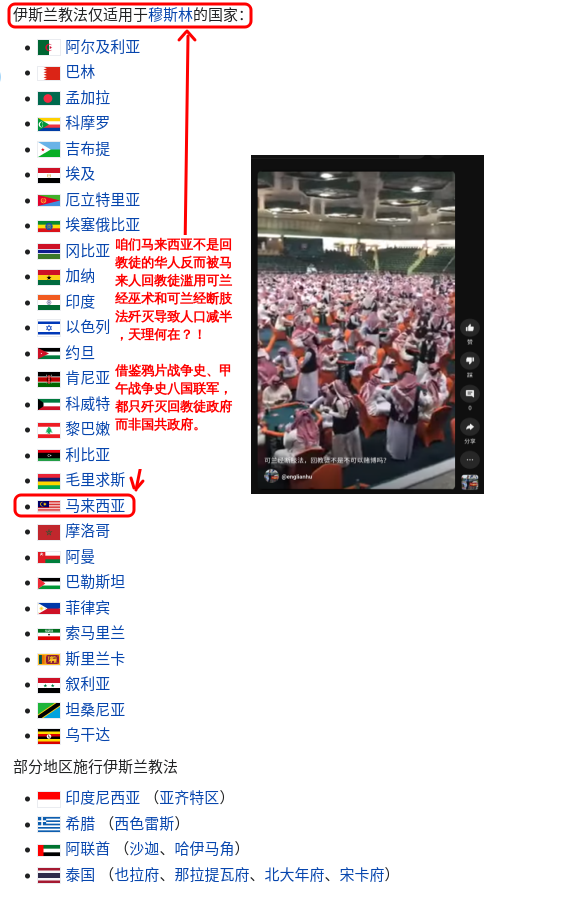 伊斯兰教法仅适用于穆斯林的国家：
阿尔及利亚
巴林
孟加拉
科摩罗
吉布提
埃及
厄立特里亚
埃塞俄比亚
冈比亚
加纳
印度
以色列
约旦
肯尼亚
科威特
黎巴嫩
利比亚
毛里求斯
马来西亚
摩洛哥
阿曼
巴勒斯坦
菲律宾
索马里兰
斯里兰卡
叙利亚
坦桑尼亚
乌干达
咱们马来西亚不是回
教徒的华人反而被马
来人回教徒滥用可兰
经巫术和可兰经断肢
法歼灭导致人口减半
，天理何在？！
借鉴鸦片战争史、甲
午战争史八国联军，
都只歼灭回教徒政府
而非国共政府。
赞
踩
0
分享
可兰经断肢法，回教徒不是不可以赌博吗?
@englianhu
部分地区施行伊斯兰教法
印度尼西亚 （亚齐特区）
希腊 （西色雷斯）
阿联酋 （沙迦、哈伊马角）
泰国 （也拉府、那拉提瓦府、北大年府、宋卡府）